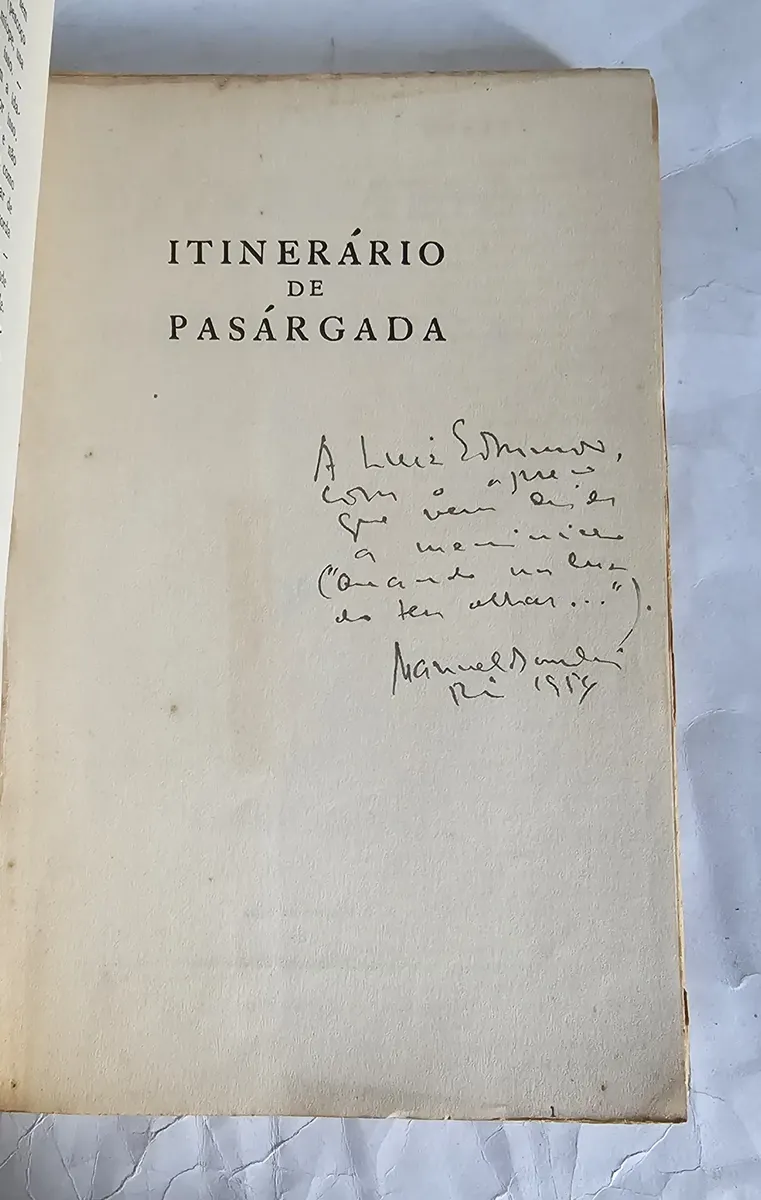 ITINERÁRIO
DE
PASÁRGADA
A Luiz Edmundo,
com o apreço
que vem desde
a meninice
("Quando na luz
do teu olhar...").
Manuel Bandeira
Rio 1954
1